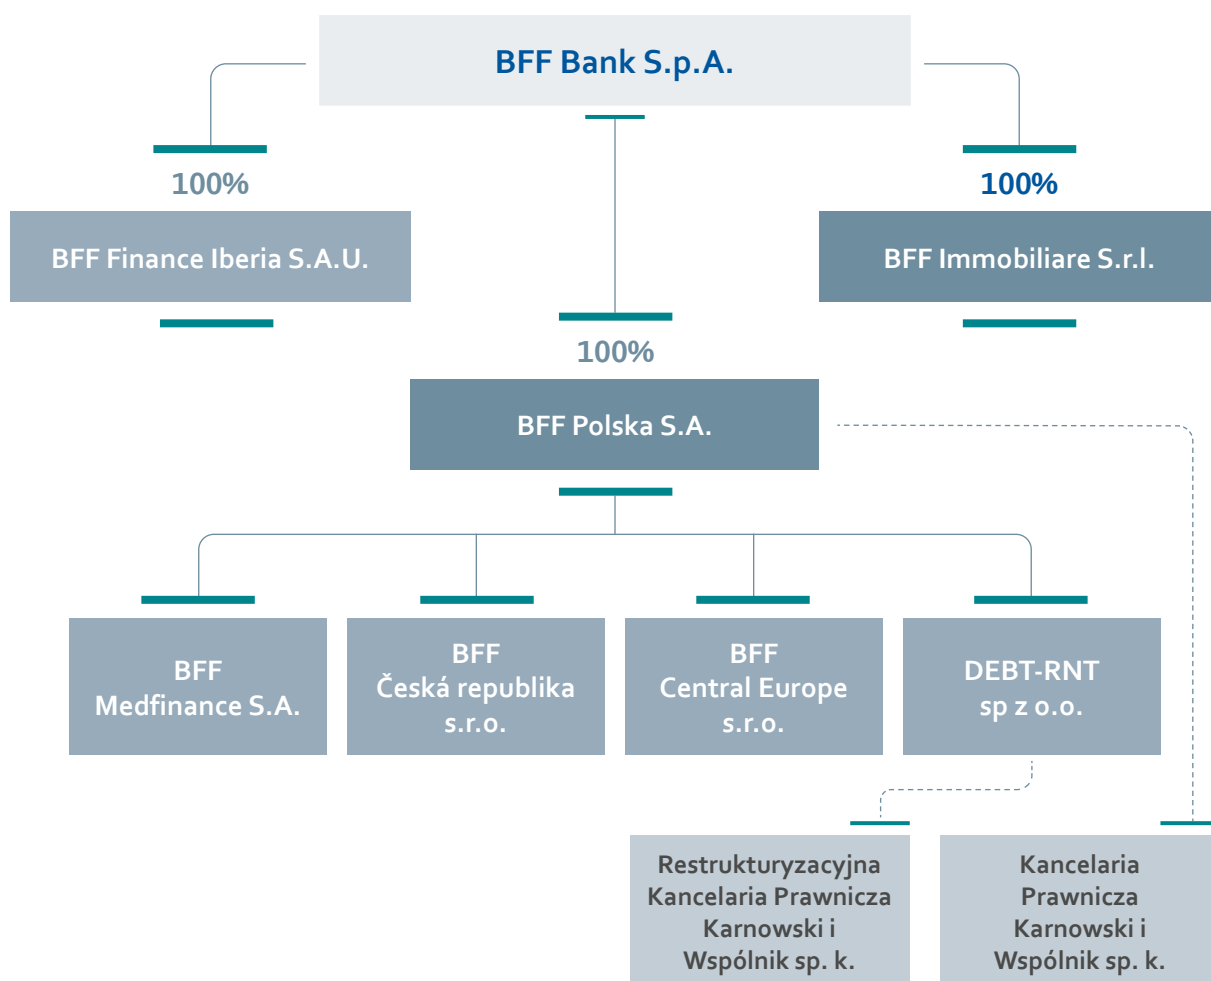 BFF Bank S.p.A.
100%
100%
BFF Finance Iberia S.A.U.
BFF Immobiliare S.r.l.
100%
BFF Polska S.A.
BFF
Medfinance S.A.
BFF
Česká republika
s.r.o.
BFF
Central Europe
s.r.o.
DEBT-RNT
sp z o.o.
Restrukturyzacyjna
Kancelaria Prawnicza
Karnowski i
Wspólnik sp. k.
Kancelaria
Prawnicza
Karnowski i
Wspólnik sp. k.